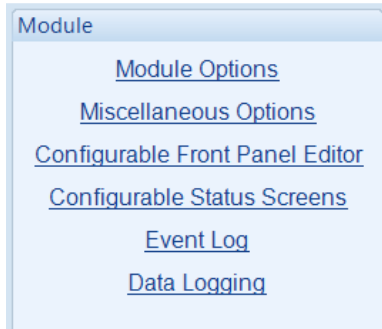 Module
Module Options
Miscellaneous Options
Configurable Front Panel Editor
Configurable Status Screens
Event Log
Data Logging